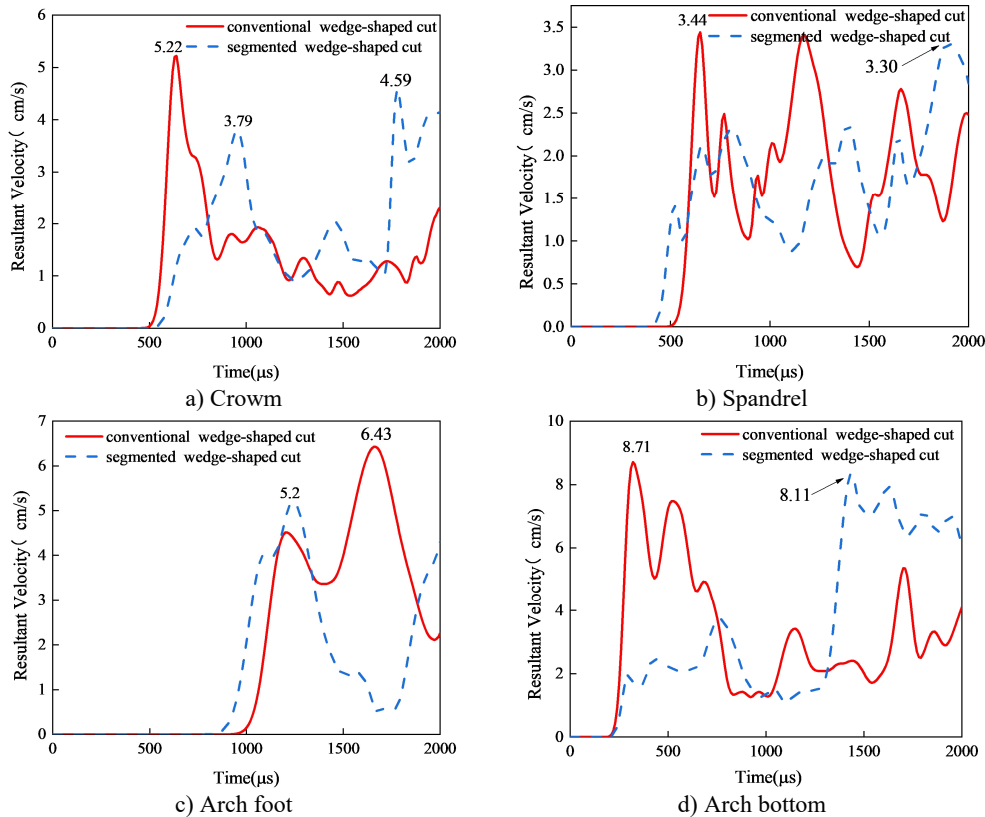 conventional wedge-shaped cut
segmented wedge-shaped cut
5.22
3.79
4.59
Resultant Velocity( cm/s)
6
5
4
3
2
1
0
0 500 1000 1500 2000
Time(μs)
a) Crowm
conventional wedge-shaped cut
segmented wedge-shaped cut
3.44
3.30
Resultant Velocity( cm/s)
3.5
3.0
2.5
2.0
1.5
1.0
0.5
0.0
0 500 1000 1500 2000
Time(μs)
b) Spandrel
conventional wedge-shaped cut
segmented wedge-shaped cut
6.43
5.2
Resultant Velocity( cm/s)
7
6
5
4
3
2
1
0
0 500 1000 1500 2000
Time(μs)
c) Arch foot
conventional wedge-shaped cut
segmented wedge-shaped cut
8.71
8.11
Resultant Velocity( cm/s)
10
8
6
4
2
0
0 500 1000 1500 2000
Time(μs)
d) Arch bottom